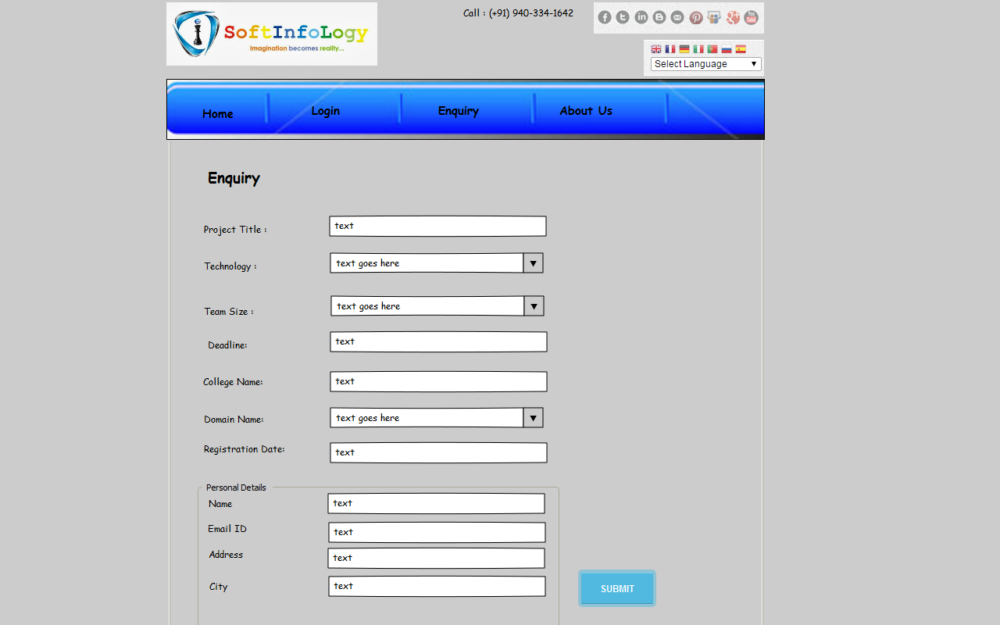 SoftInfoLogy
Imagination becomes reality...
Call : (+91) 940-334-1642
You Tube
Select Language
Home
Login
Enquiry
About Us
Enquiry
Project Title :
text
Technology :
text goes here
Team Size :
text goes here
Deadline:
text
College Name:
text
Domain Name:
text goes here
Registration Date:
text
Personal Details
Name
text
Email ID
text
Address
text
City
text
SUBMIT